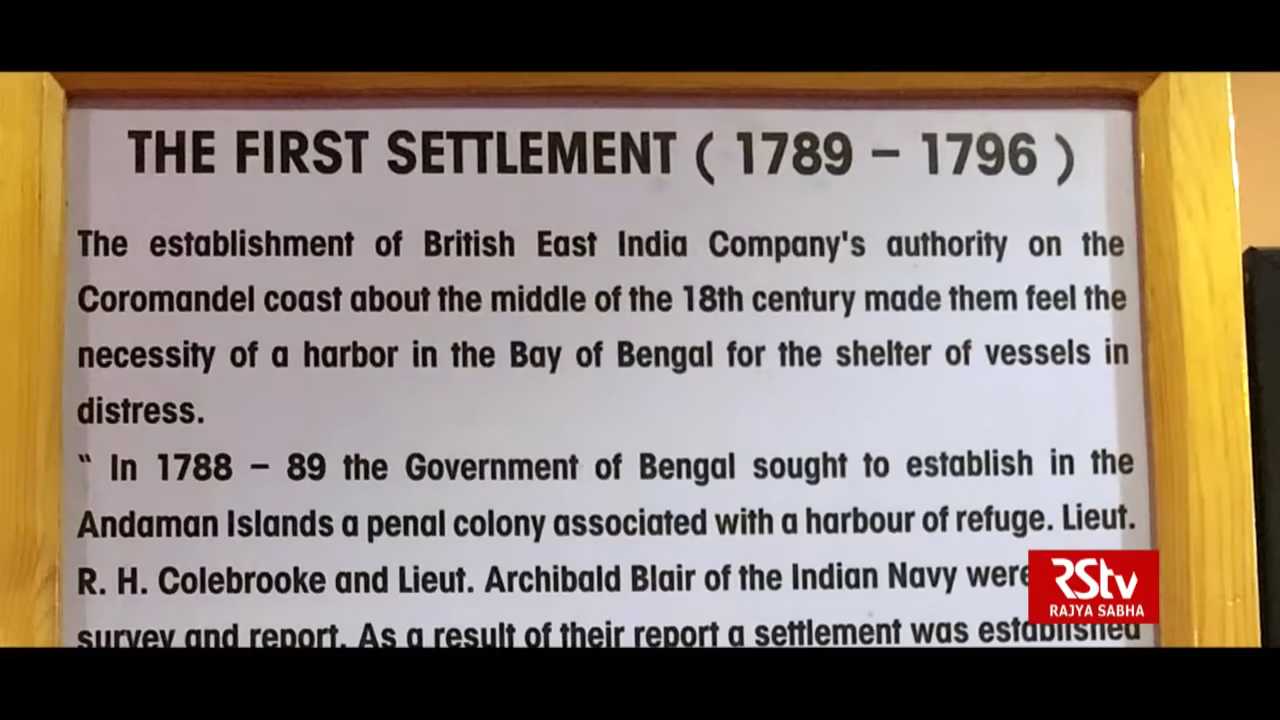 THE FIRST SETTLEMENT ( 1789 – 1796 )
The establishment of British East India Company's authority on the
Coromandel coast about the middle of the 18th century made them feel the
necessity of a harbor in the Bay of Bengal for the shelter of vessels in
distress.
“ In 1788 – 89 the Government of Bengal sought to establish in the
Andaman Islands a penal colony associated with a harbour of refuge. Lieut.
R. H. Colebrooke and Lieut. Archibald Blair of the Indian Navy were
survey and report. As a result of their report a settlement was established
RStv
RAJYA SABHA